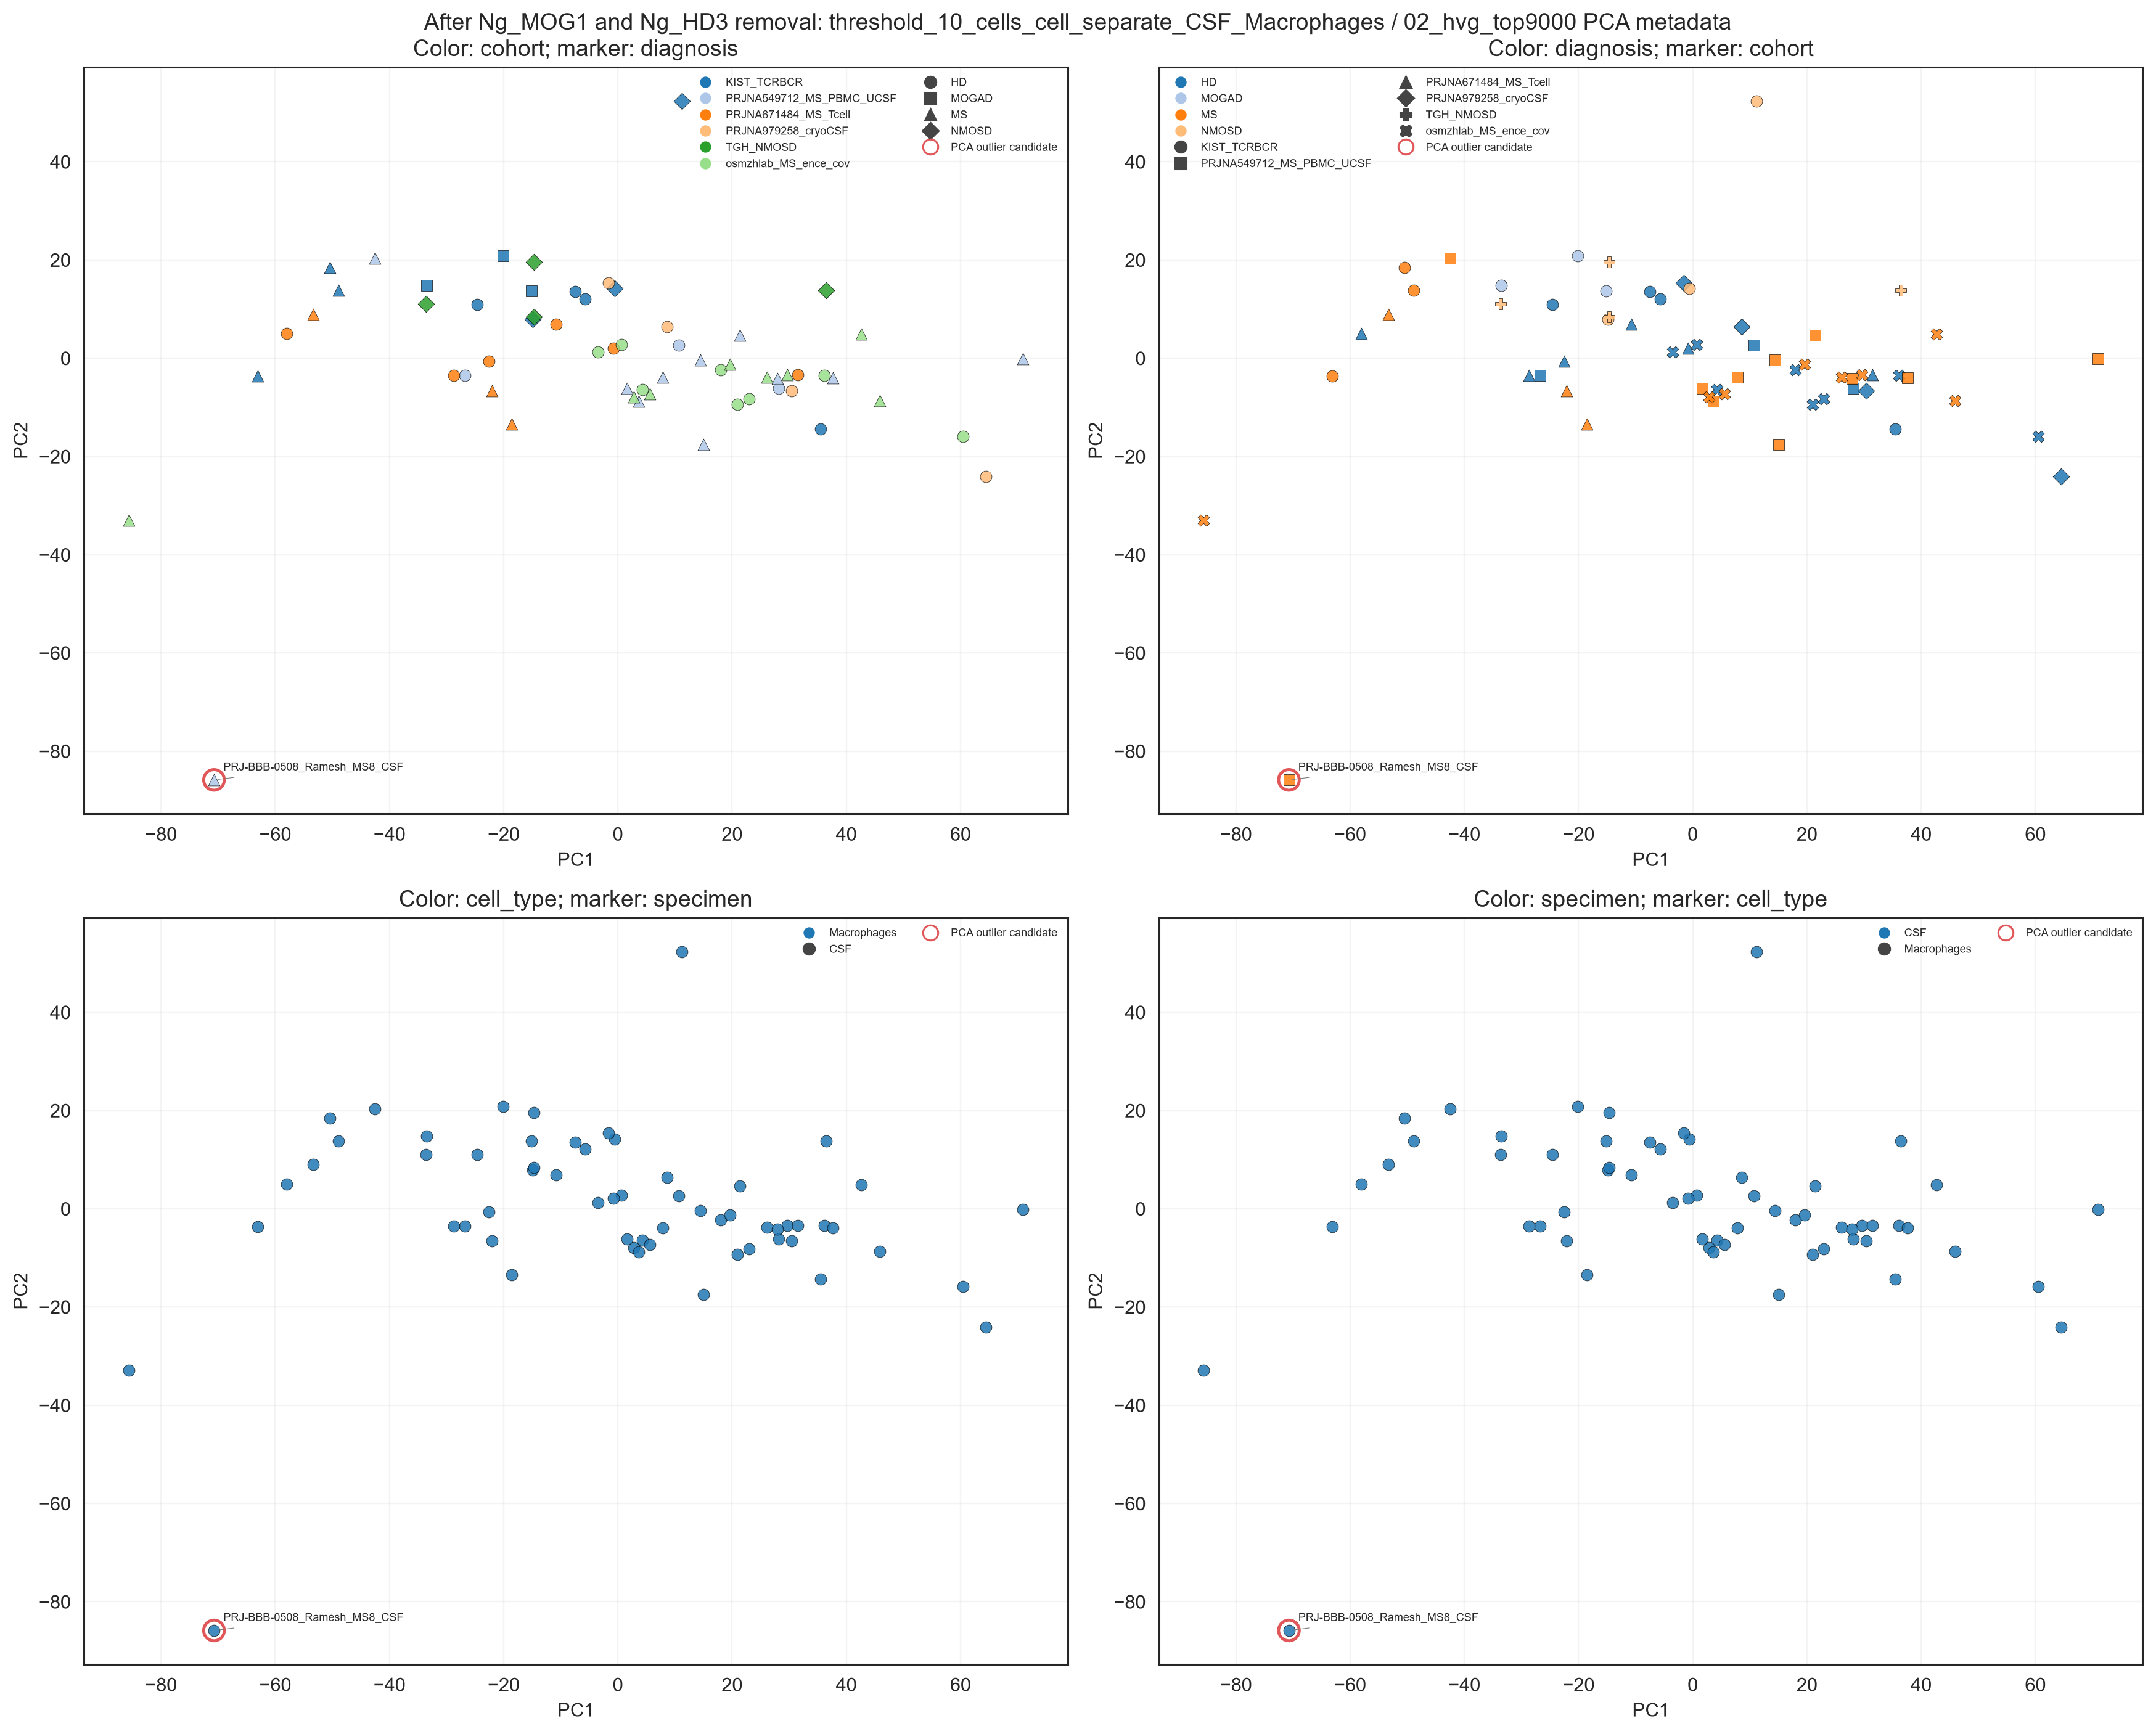 After Ng_MOG1 and Ng_HD3 removal: threshold_10_cells_cell_separate_CSF_Macrophages / 02_hvg_top9000 PCA metadata
Color: cohort; marker: diagnosis
KIST_TCRBCR
PRJNA549712_MS_PBMC_UCSF
PRJNA671484_MS_Tcell
PRJNA979258_cryoCSF
TGH_NMOSD
osmzhlab_MS_ence_cov
HD
MOGAD
MS
NMOSD
PCA outlier candidate
40
20
0
−20
−40
−60
−80
PC2
PRJ-BBB-0508_Ramesh_MS8_CSF
−80 −60 −40 −20 0 20 40 60
PC1
Color: diagnosis; marker: cohort
HD
MOGAD
MS
NMOSD
KIST_TCRBCR
PRJNA549712_MS_PBMC_UCSF
PRJNA671484_MS_Tcell
PRJNA979258_cryoCSF
TGH_NMOSD
osmzhlab_MS_ence_cov
PCA outlier candidate
40
20
0
−20
−40
−60
−80
PC2
PRJ-BBB-0508_Ramesh_MS8_CSF
−80 −60 −40 −20 0 20 40 60
PC1
Color: cell_type; marker: specimen
Macrophages
CSF
PCA outlier candidate
40
20
0
−20
−40
−60
−80
PC2
PRJ-BBB-0508_Ramesh_MS8_CSF
−80 −60 −40 −20 0 20 40 60
PC1
Color: specimen; marker: cell_type
CSF
Macrophages
PCA outlier candidate
40
20
0
−20
−40
−60
−80
PC2
PRJ-BBB-0508_Ramesh_MS8_CSF
−80 −60 −40 −20 0 20 40 60
PC1